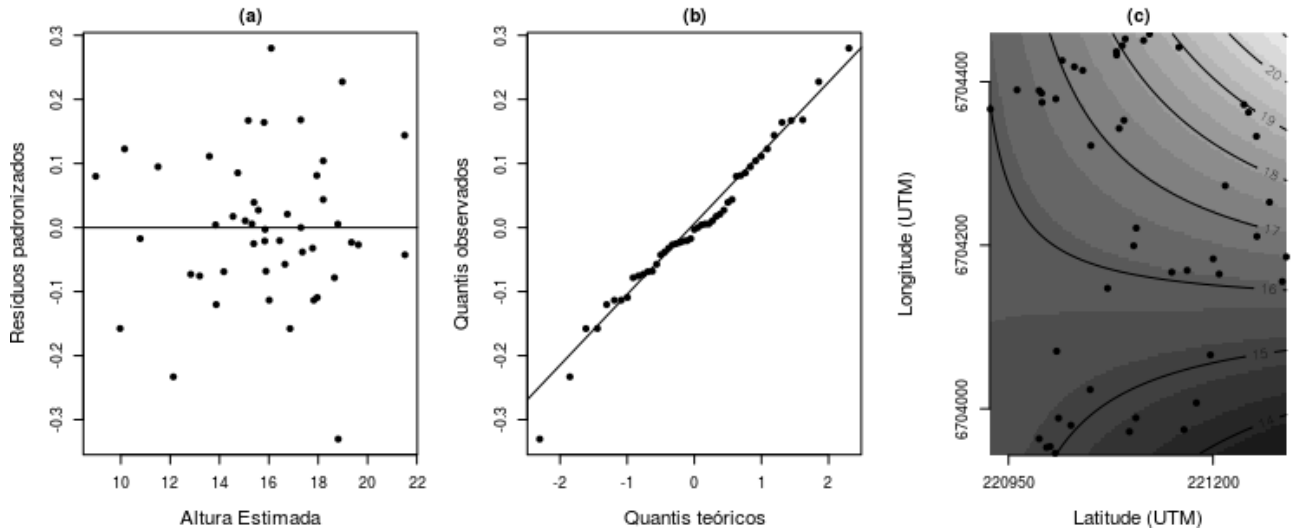 (a)
0.3
0.2
0.1
0.0
-0.1
-0.2
-0.3
Resíduos padronizados
10 12 14 16 18 20 22
Altura Estimada
(b)
0.3
0.2
0.1
0.0
-0.1
-0.2
-0.3
Quantis observados
-2 -1 0 1 2
Quantis teóricos
(c)
6704400
6704200
6704000
Longitude (UTM)
20
19
18
17
16
15
14
220950 221200
Latitude (UTM)